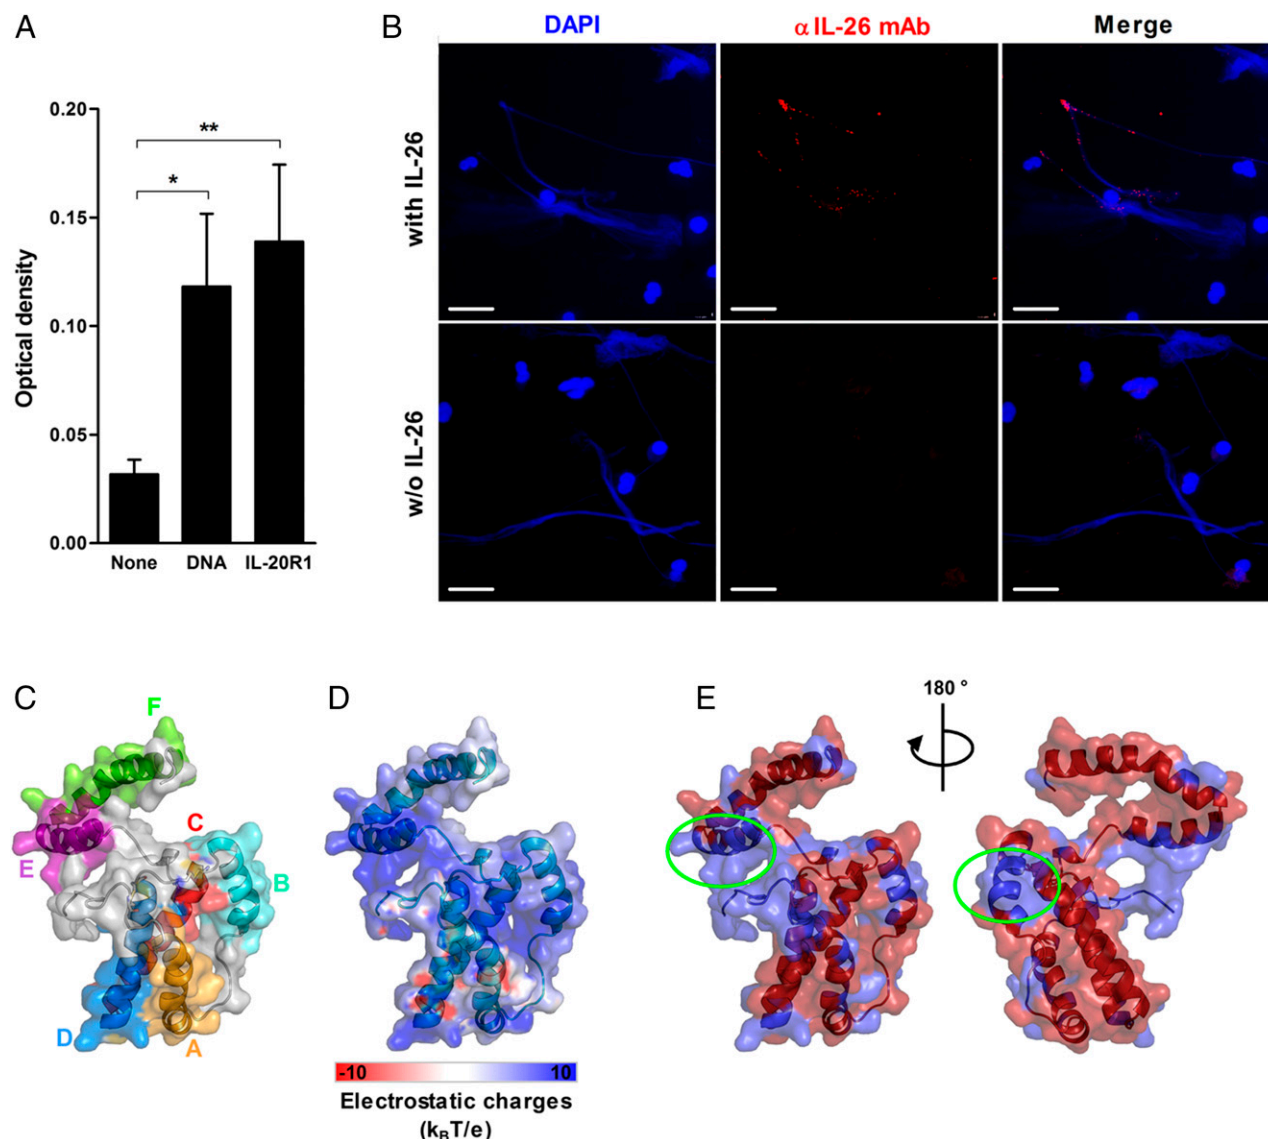 A
B
DAPI
α IL-26 mAb
Merge
with IL-26
w/o IL-26
0.20
0.15
0.10
0.05
0.00
Optical density
**
*
None DNA IL-20R1
C
D
E
180 °
F
C
E
B
D
A
-10 10
Electrostatic charges
(kBT/e)